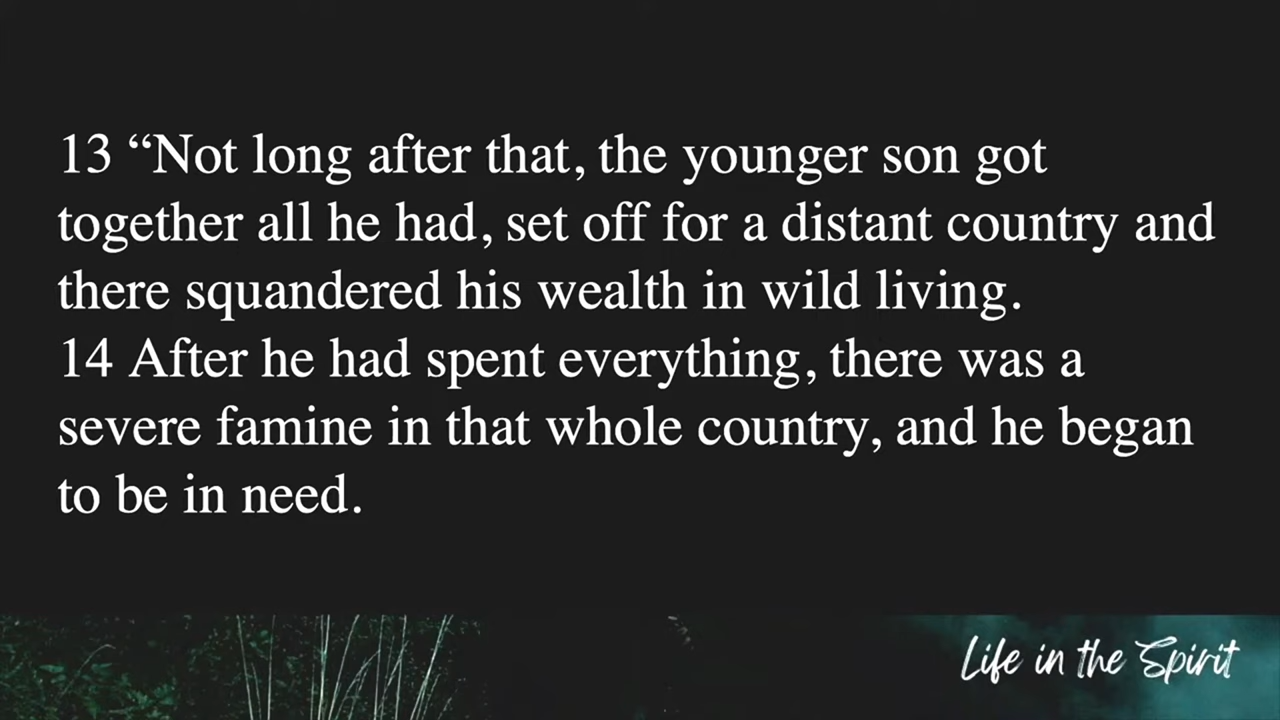 13 “Not long after that, the younger son got
together all he had, set off for a distant country and
there squandered his wealth in wild living.
14 After he had spent everything, there was a
severe famine in that whole country, and he began
to be in need.
Life in the Spirit